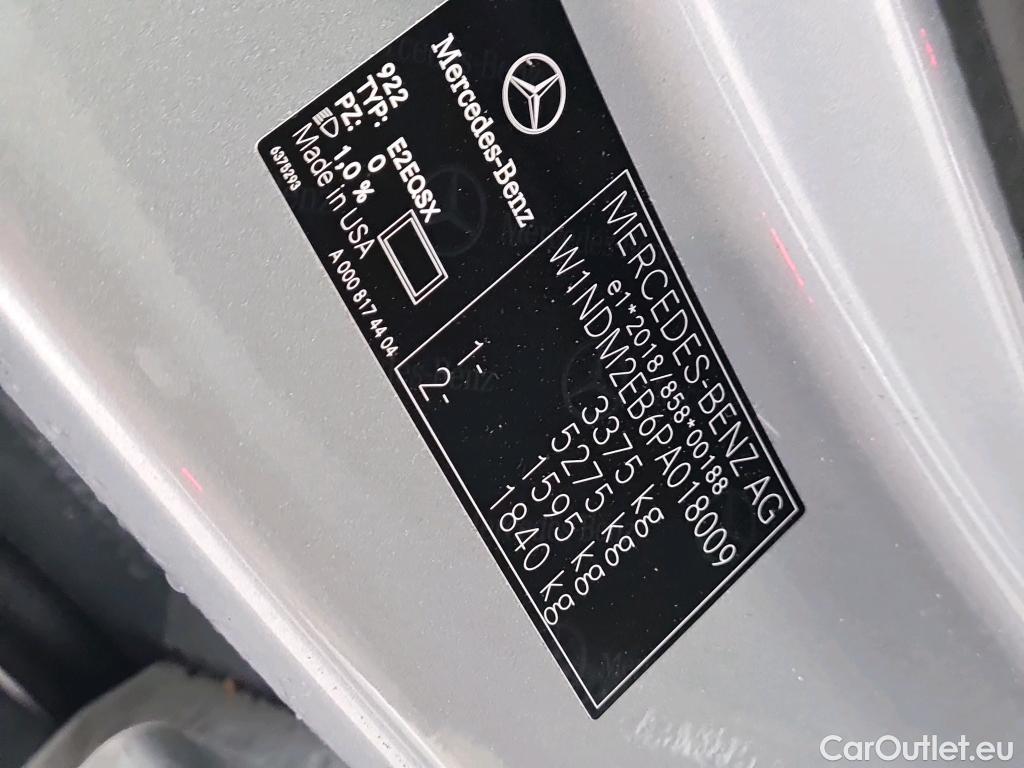 Mercedes-Benz
MERCEDES-BENZ AG
e1*2018/858*00188
W1NDM2EB6PA018009
3375 kg
5275 kg
1- 1595 kg
2- 1840 kg
922
TYP: E2EQSX
PZ: 0
1,0 %
Made in USA
6378293
A 000 817 44 04
CarOutlet.eu